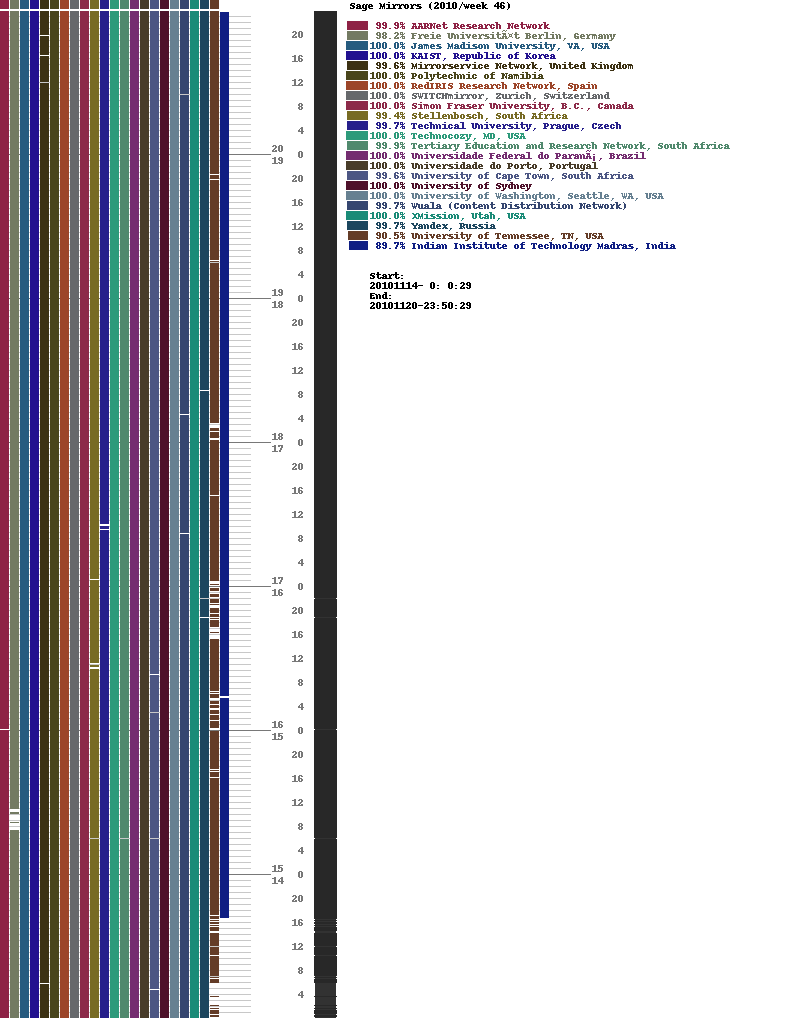 Sage Mirrors (2010/week 46)
99.9% AARNet Research Network
98.2% Freie UniversitÃ¤t Berlin, Germany
100.0% James Madison University, VA, USA
100.0% KAIST, Republic of Korea
99.6% Mirrorservice Network, United Kingdom
100.0% Polytechnic of Namibia
100.0% RedIRIS Research Network, Spain
100.0% SWITCHmirror, Zurich, Switzerland
100.0% Simon Fraser University, B.C., Canada
99.4% Stellenbosch, South Africa
99.7% Technical University, Prague, Czech
100.0% Technocozy, MD, USA
99.9% Tertiary Education and Research Network, South Africa
100.0% Universidade Federal do ParanÃ¡, Brazil
100.0% Universidade do Porto, Portugal
99.6% University of Cape Town, South Africa
100.0% University of Sydney
100.0% University of Washington, Seattle, WA, USA
99.7% Wuala (Content Distribution Network)
100.0% XMission, Utah, USA
99.7% Yandex, Russia
90.5% University of Tennessee, TN, USA
89.7% Indian Institute of Technology Madras, India
Start:
20101114- 0: 0:29
End:
20101120-23:50:29
20
16
12
8
4
20 0
19
20
16
12
8
4
19 0
18
20
16
12
8
4
18 0
17
20
16
12
8
4
17 0
16
20
16
12
8
4
16 0
15
20
16
12
8
4
15 0
14
20
16
12
8
4